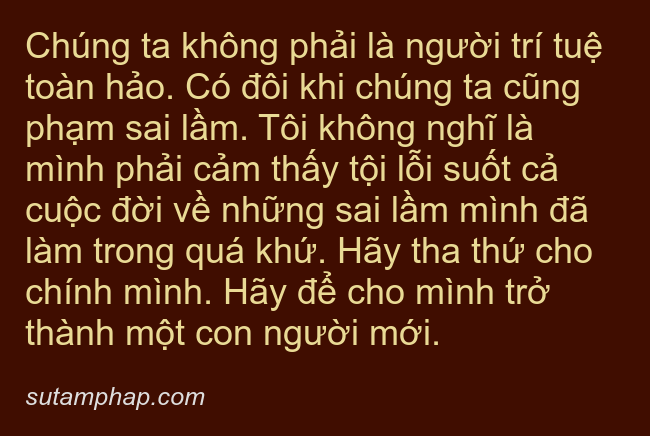 Chúng ta không phải là người trí tuệ
toàn hảo. Có đôi khi chúng ta cũng
phạm sai lầm. Tôi không nghĩ là
mình phải cảm thấy tội lỗi suốt cả
cuộc đời về những sai lầm mình đã
làm trong quá khứ. Hãy tha thứ cho
chính mình. Hãy để cho mình trở
thành một con người mới.
sutamphap.com